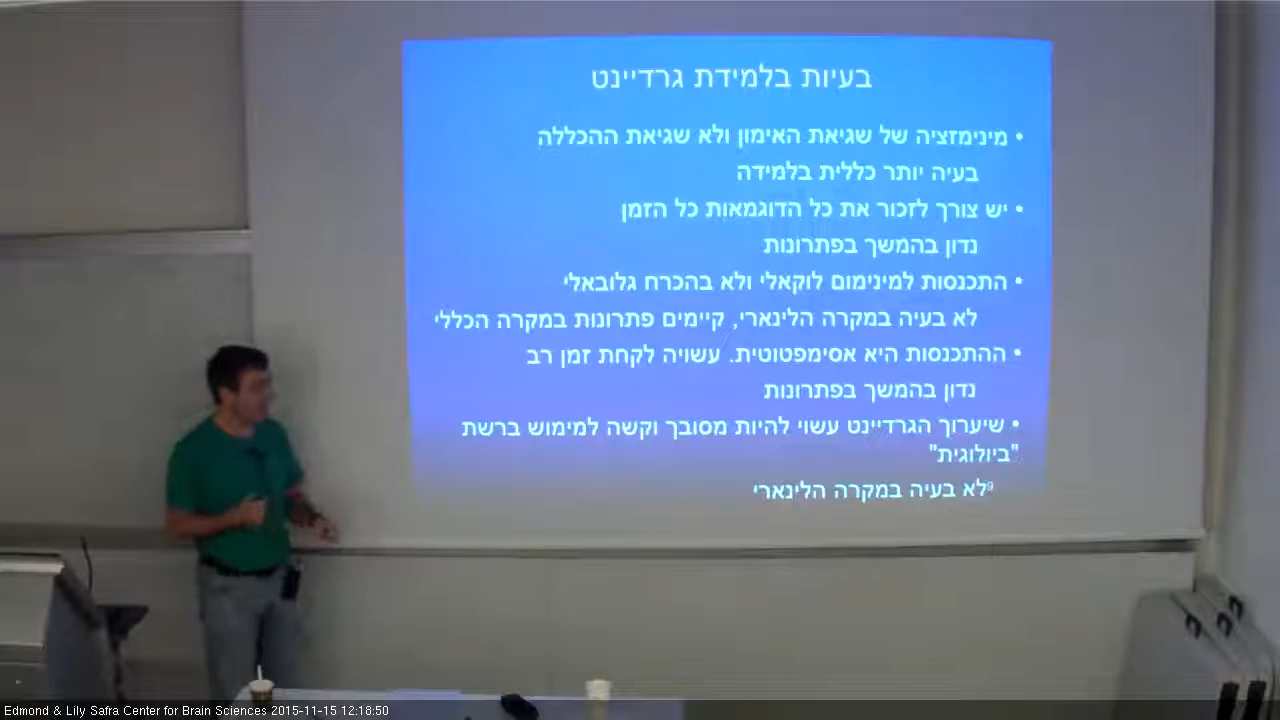 בעיות בלמידת גרדיינט
• מינימזציה של שגיאת האימון ולא שגיאת ההכללה
בעיה יותר כללית בלמידה
• יש צורך לזכור את כל הדוגמאות כל הזמן
נדון בהמשך בפתרונות
• התכנסות למינימום לוקאלי ולא בהכרח גלובאלי
לא בעיה במקרה הלינארי, קיימים פתרונות במקרה הכללי
• ההתכנסות היא אסימפטוטית. עשויה לקחת זמן רב
נדון בהמשך בפתרונות
• שיערוך הגרדיינט עשוי להיות מסובך וקשה למימוש ברשת
"ביולוגית"
9לא בעיה במקרה הלינארי
Edmond & Lily Safra Center for Brain Sciences 2015-11-15 12:18:50